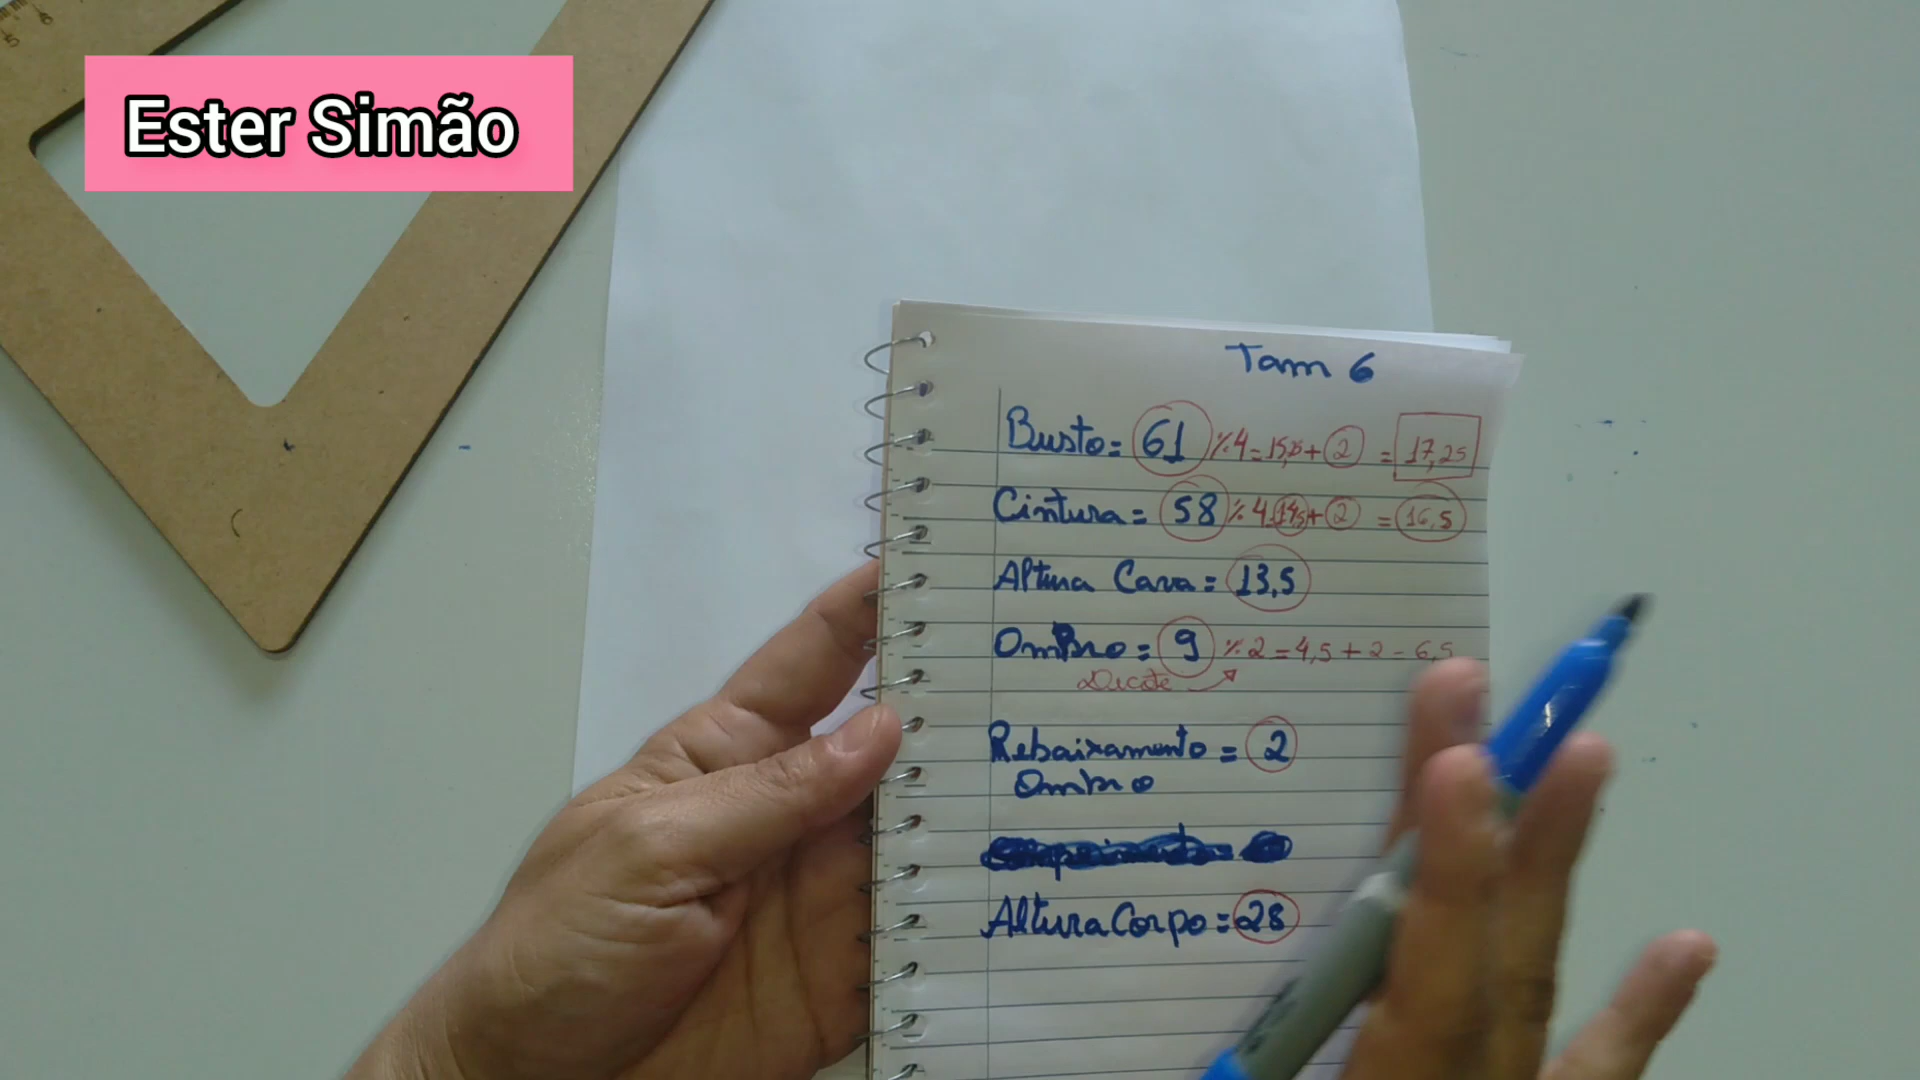 Ester Simão
Tam 6
Busto = 61 ٪ 4 = 15,25 + 2 = 17,25
Cintura = 58 ٪ 4 = 14,5 + 2 = 16,5
Altura Cava = 13,5
Ombro = 9 ٪ 2 = 4,5 + 2 = 6,5
Decote
Rebaixamento = 2
Ombro
Altura Corpo = 28